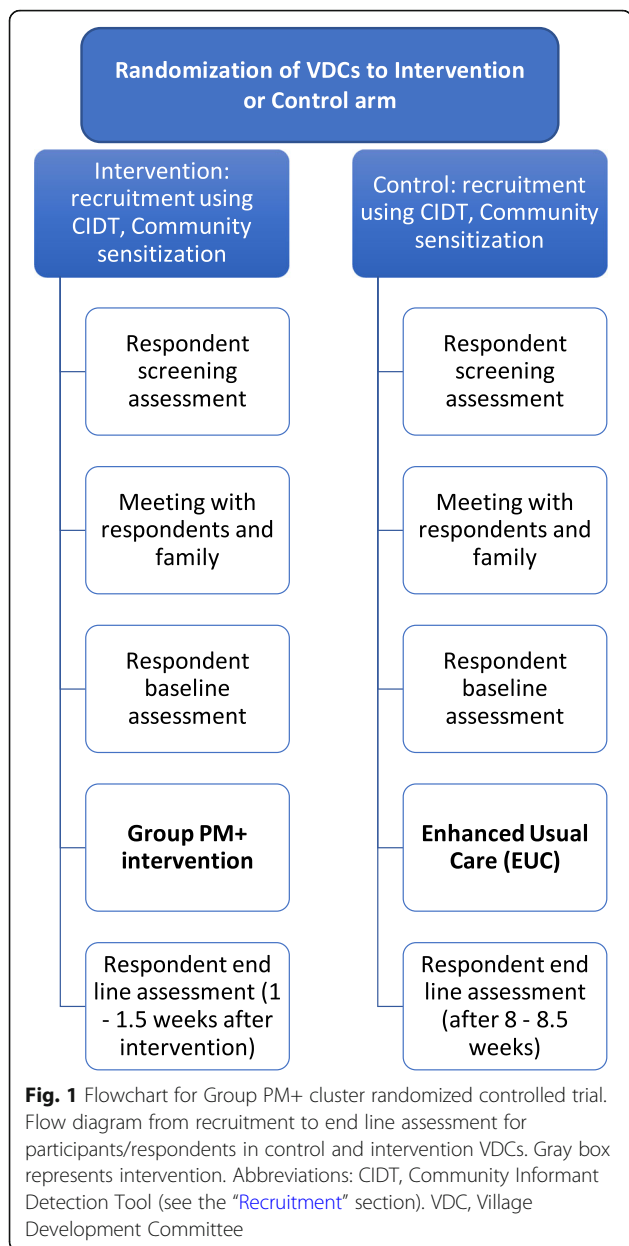 Randomization of VDCs to Intervention
or Control arm
Intervention:
recruitment using
CIDT, Community
sensitization
Respondent
screening
assessment
Meeting with
respondents and
family
Respondent
baseline
assessment
Group PM+
intervention
Respondent end
line assessment (1
- 1.5 weeks after
intervention)
Control: recruitment
using CIDT, Community
sensitization
Respondent
screening
assessment
Meeting with
respondents and
family
Respondent
baseline
assessment
Enhanced Usual
Care (EUC)
Respondent end
line assessment
(after 8 - 8.5
weeks)
Fig. 1 Flowchart for Group PM+ cluster randomized controlled trial.
Flow diagram from recruitment to end line assessment for
participants/respondents in control and intervention VDCs. Gray box
represents intervention. Abbreviations: CIDT, Community Informant
Detection Tool (see the “Recruitment” section). VDC, Village
Development Committee